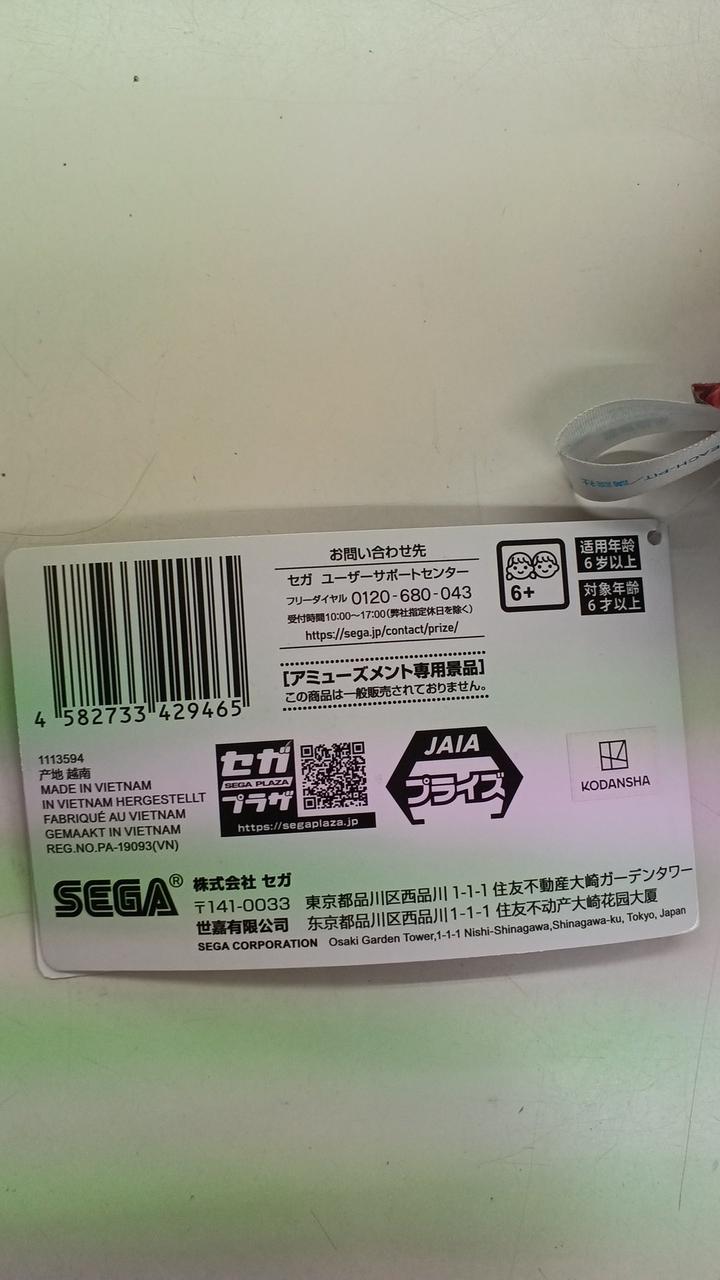 EACH-PIT/講談社
お問い合わせ先
セガ ユーザーサポートセンター
フリーダイヤル 0120-680-043
受付時間10:00～17:00(弊社指定休日を除く)
https://sega.jp/contact/prize/
[アミューズメント専用景品]
この商品は一般販売されておりません。
6+
适用年龄
6岁以上
対象年齢
6才以上
4 582733 429465
1113594
产地 越南
MADE IN VIETNAM
IN VIETNAM HERGESTELLT
FABRIQUÉ AU VIETNAM
GEMAAKT IN VIETNAM
REG.NO.PA-19093(VN)
セガ
SEGA PLAZA
プラザ
https://segaplaza.jp
JAIA
プライズ
KODANSHA
SEGA®
株式会社 セガ
〒141-0033 東京都品川区西品川1-1-1 住友不動産大崎ガーデンタワー
世嘉有限公司 东京都品川区西品川1-1-1 住友不动产大崎花园大厦
SEGA CORPORATION Osaki Garden Tower,1-1-1 Nishi-Shinagawa,Shinagawa-ku, Tokyo, Japan